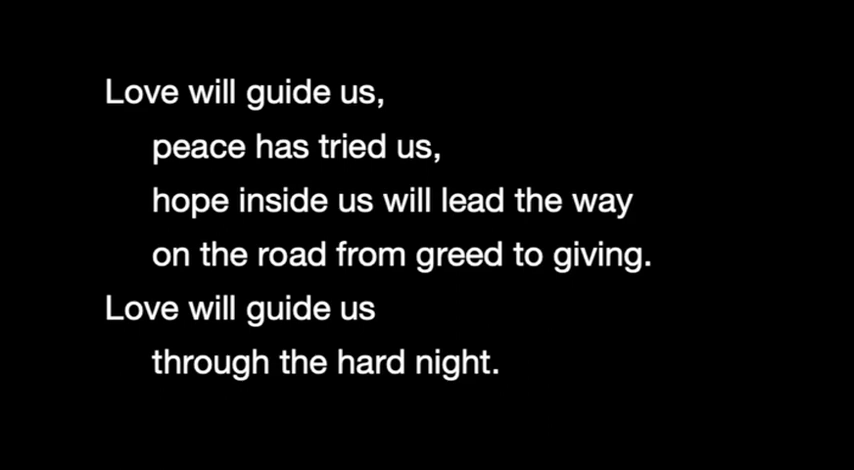 Love will guide us,
peace has tried us,
hope inside us will lead the way
on the road from greed to giving.
Love will guide us
through the hard night.